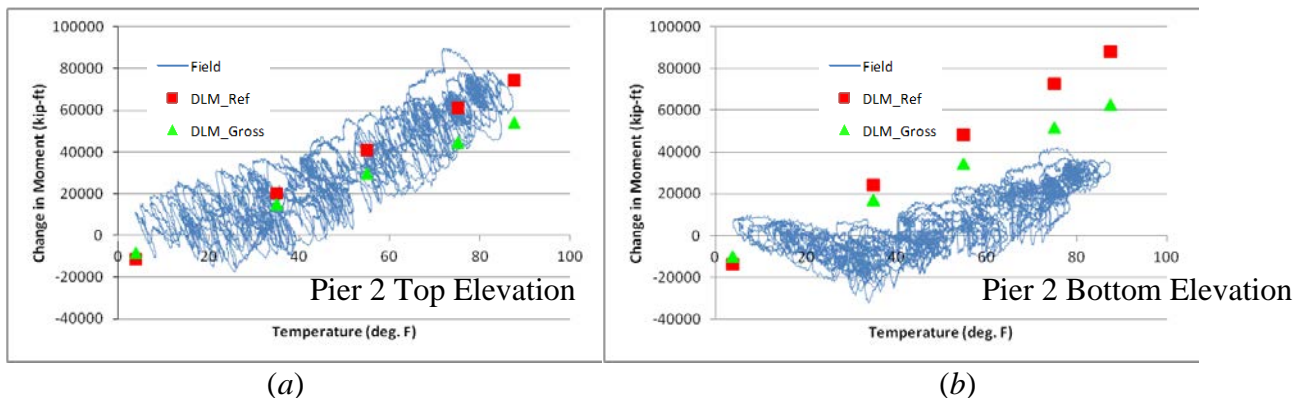 100000
80000
60000
40000
20000
0
-20000
-40000
0
20
40
60
80
100
Change in Moment (kip-ft)
Temperature (deg. F)
Field
DLM_Ref
DLM_Gross
Pier 2 Top Elevation
(a)
100000
80000
60000
40000
20000
0
-20000
-40000
0
20
40
60
80
100
Change in Moment (kip-ft)
Temperature (deg. F)
Field
DLM_Ref
DLM_Gross
Pier 2 Bottom Elevation
(b)